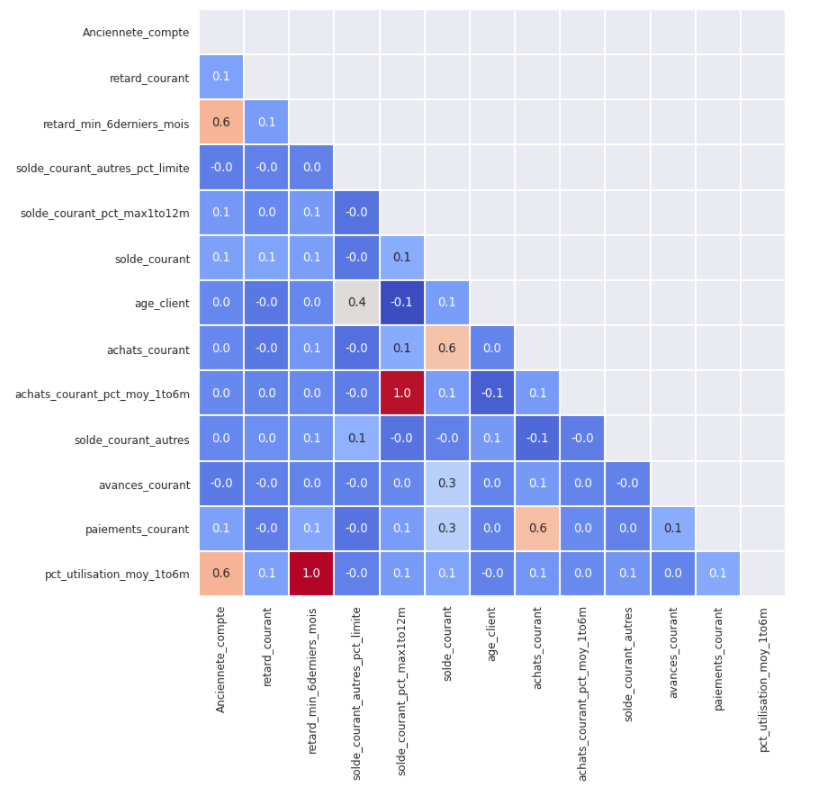 Anciennete_compte
retard_courant 0.1
retard_min_6derniers_mois 0.6 0.1
solde_courant_autres_pct_limite -0.0 -0.0 0.0
solde_courant_pct_max1to12m 0.1 0.0 0.1 -0.0
solde_courant 0.1 0.1 0.1 -0.0 0.1
age_client 0.0 -0.0 0.0 0.4 -0.1 0.1
achats_courant 0.0 -0.0 0.1 -0.0 0.1 0.6 0.0
achats_courant_pct_moy_1to6m 0.0 0.0 0.0 -0.0 1.0 0.1 -0.1 0.1
solde_courant_autres 0.0 0.0 0.1 0.1 -0.0 -0.0 0.1 -0.1 -0.0
avances_courant -0.0 -0.0 0.0 -0.0 0.0 0.3 0.0 0.1 0.0 -0.0
paiements_courant 0.1 -0.0 0.1 -0.0 0.1 0.3 0.0 0.6 0.0 0.0 0.1
pct_utilisation_moy_1to6m 0.6 0.1 1.0 -0.0 0.1 0.1 -0.0 0.1 0.0 0.1 0.0 0.1
Anciennete_compte
retard_courant
retard_min_6derniers_mois
solde_courant_autres_pct_limite
solde_courant_pct_max1to12m
solde_courant
age_client
achats_courant
achats_courant_pct_moy_1to6m
solde_courant_autres
avances_courant
paiements_courant
pct_utilisation_moy_1to6m